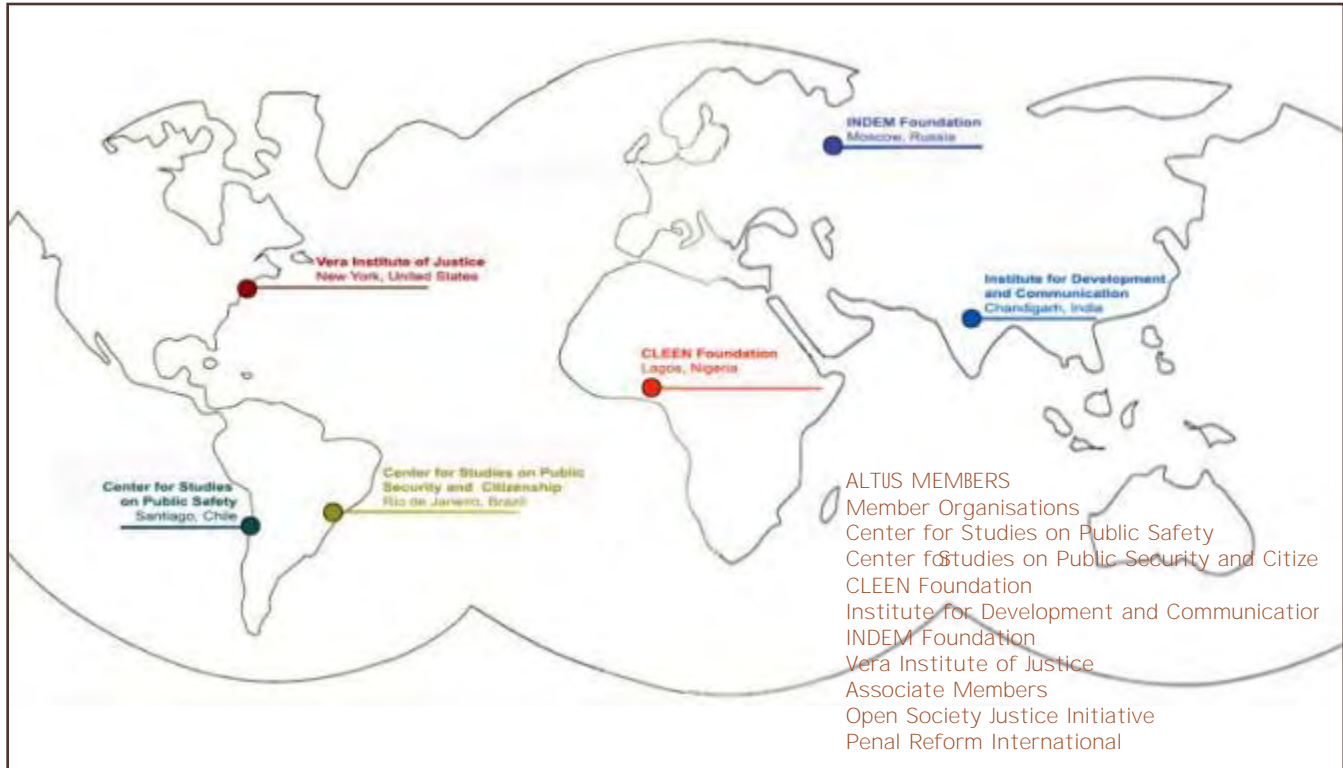 INDEM Foundation
Moscow, Russia
Vera Institute of Justice
New York, United States
Institute for Development
and Communication
Chandigarh, India
CLEEN Foundation
Lagos, Nigeria
Center for Studies on Public
Security and Citizenship
Rio de Janeiro, Brazil
Center for Studies
on Public Safety
Santiago, Chile
ALTUS MEMBERS
Member Organisations
Center for Studies on Public Safety
Center for Studies on Public Security and Citize
CLEEN Foundation
Institute for Development and Communication
INDEM Foundation
Vera Institute of Justice
Associate Members
Open Society Justice Initiative
Penal Reform International